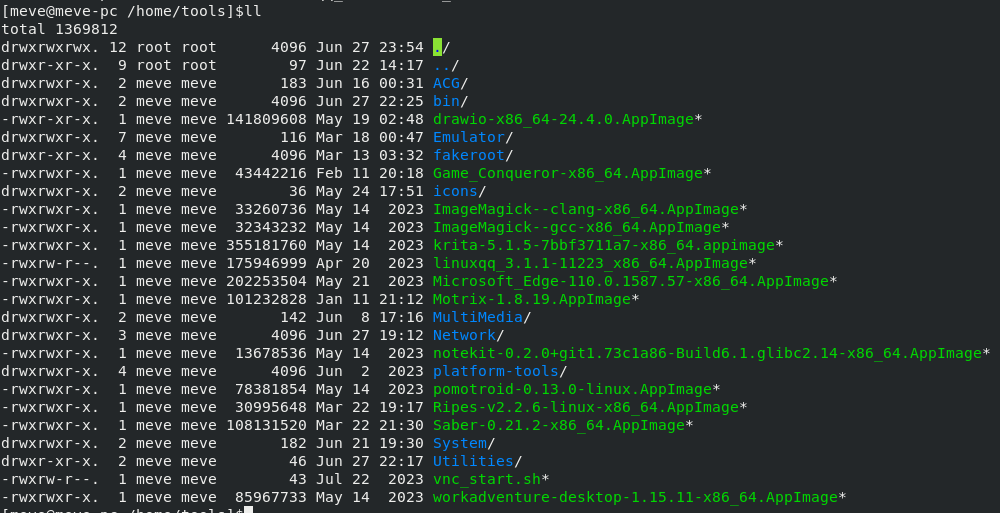 [meve@meve-pc /home/tools]$ll
total 1369812
drwxrwxrwx. 12 root root 4096 Jun 27 23:54 ./
drwxr-xr-x. 9 root root 97 Jun 22 14:17 ../
drwxrwxr-x. 2 meve meve 183 Jun 16 00:31 ACG/
drwxrwxr-x. 2 meve meve 4096 Jun 27 22:25 bin/
-rwxr-xr-x. 1 meve meve 141809608 May 19 02:48 drawio-x86_64-24.4.0.AppImage*
drwxrwxr-x. 7 meve meve 116 Mar 18 00:47 Emulator/
drwxr-xr-x. 4 meve meve 4096 Mar 13 03:32 fakeroot/
-rwxrwxr-x. 1 meve meve 43442216 Feb 11 20:18 Game_Conqueror-x86_64.AppImage*
drwxrwxr-x. 2 meve meve 36 May 24 17:51 icons/
-rwxrwxr-x. 1 meve meve 33260736 May 14 2023 ImageMagick--clang-x86_64.AppImage*
-rwxrwxr-x. 1 meve meve 32343232 May 14 2023 ImageMagick--gcc-x86_64.AppImage*
-rwxrwxr-x. 1 meve meve 355181760 May 14 2023 krita-5.1.5-7bbf3711a7-x86_64.appimage*
-rwxrw-r--. 1 meve meve 175946999 Apr 20 2023 linuxqq_3.1.1-11223_x86_64.AppImage*
-rwxrwxr-x. 1 meve meve 202253504 May 21 2023 Microsoft_Edge-110.0.1587.57-x86_64.AppImage*
-rwxrwxr-x. 1 meve meve 101232828 Jan 11 21:12 Motrix-1.8.19.AppImage*
drwxrwxr-x. 2 meve meve 142 Jun 8 17:16 MultiMedia/
drwxrwxr-x. 3 meve meve 4096 Jun 27 19:12 Network/
-rwxrwxr-x. 1 meve meve 13678536 May 14 2023 notekit-0.2.0+git1.73c1a86-Build6.1.glibc2.14-x86_64.AppImage*
drwxrwxr-x. 4 meve meve 4096 Jun 2 2023 platform-tools/
-rwxrwxr-x. 1 meve meve 78381854 May 14 2023 pomotroid-0.13.0-linux.AppImage*
-rwxrwxr-x. 1 meve meve 30995648 Mar 22 19:17 Ripes-v2.2.6-linux-x86_64.AppImage*
-rwxrwxr-x. 1 meve meve 108131520 Mar 22 21:30 Saber-0.21.2-x86_64.AppImage*
drwxrwxr-x. 2 meve meve 182 Jun 21 19:30 System/
drwxr-xr-x. 2 meve meve 46 Jun 27 22:17 Utilities/
-rwxrw-r--. 1 meve meve 43 Jul 22 2023 vnc_start.sh*
-rwxrwxr-x. 1 meve meve 85967733 May 14 2023 workadventure-desktop-1.15.11-x86_64.AppImage*
[meve@meve-pc /home/tools]$